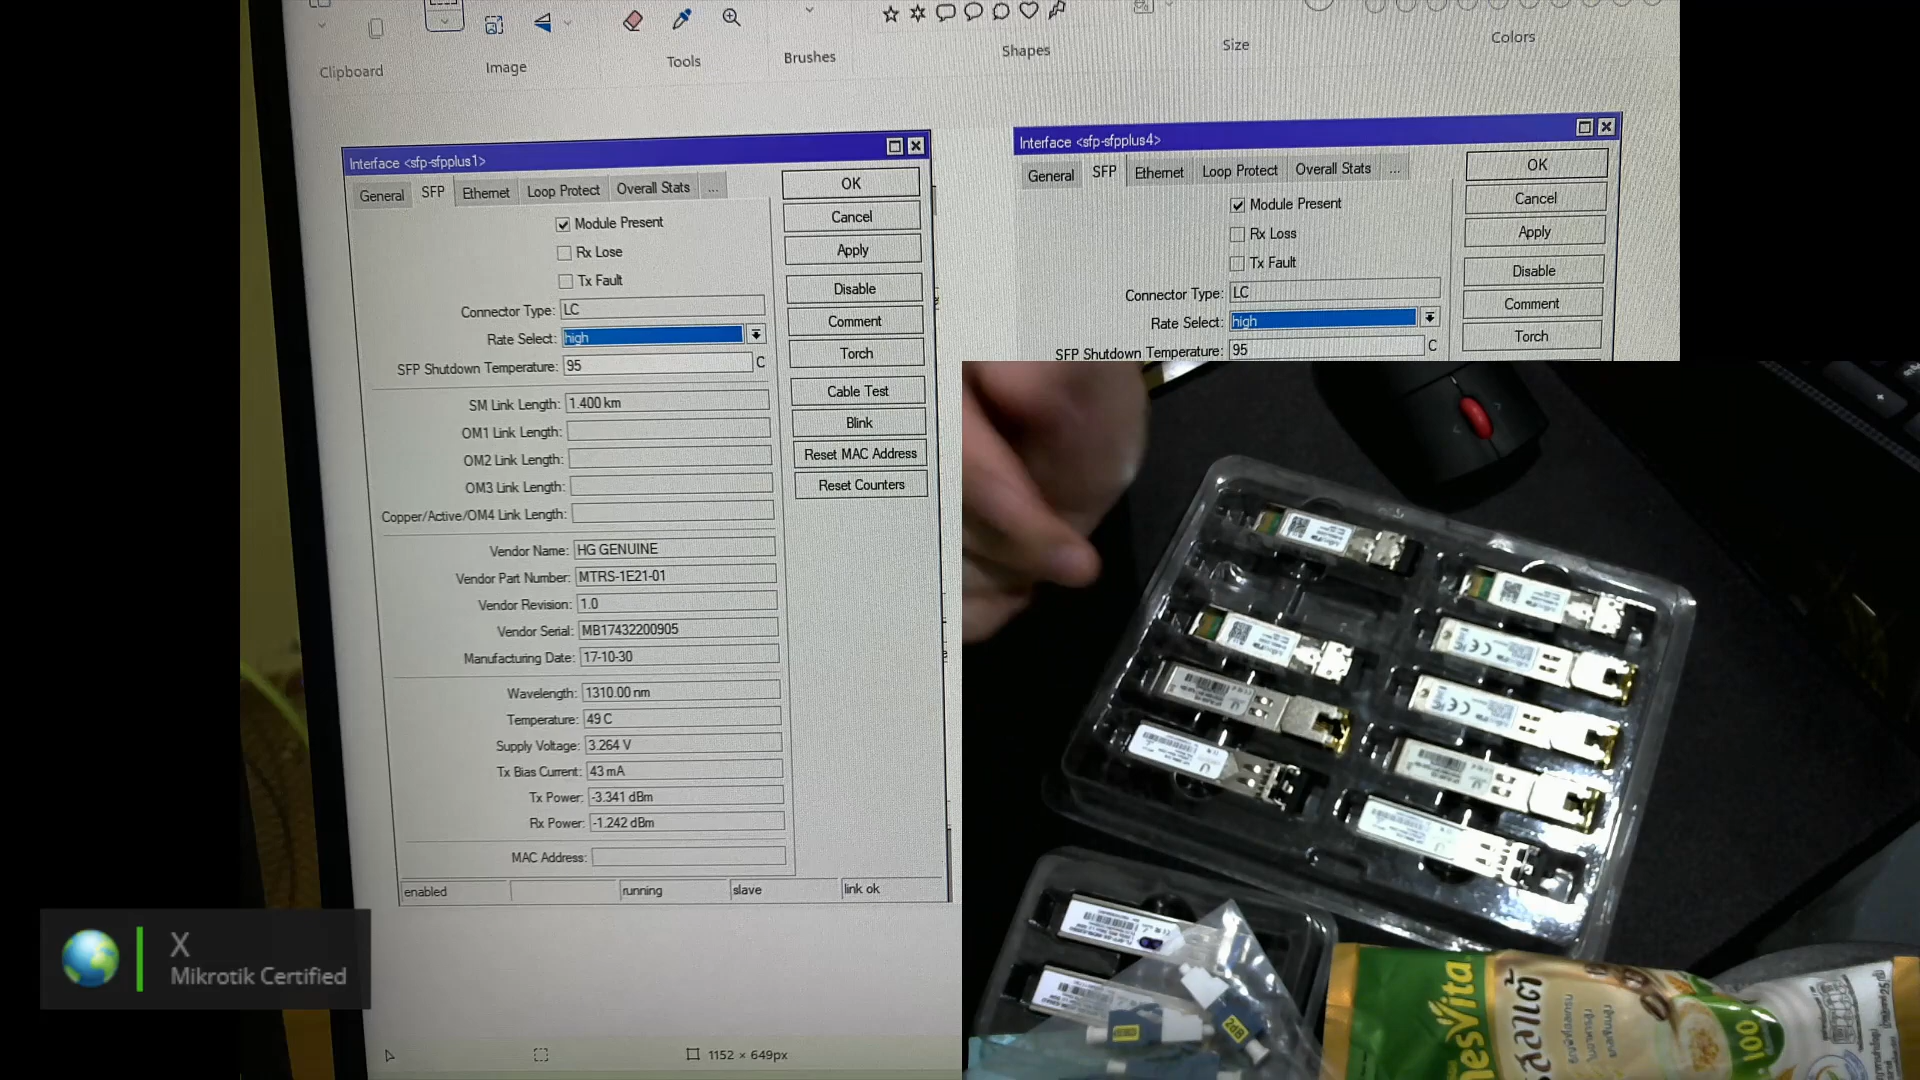 Clipboard
Image
Tools
Brushes
Shapes
Size
Colors
Interface <sfp-sfpplus1>
General
SFP
Ethernet
Loop Protect
Overall Stats
...
Module Present
Rx Lose
Tx Fault
Connector Type: LC
Rate Select: high
SFP Shutdown Temperature: 95 C
SM Link Length: 1.400 km
OM1 Link Length:
OM2 Link Length:
OM3 Link Length:
Copper/Active/OM4 Link Length:
Vendor Name: HG GENUINE
Vendor Part Number: MTRS-1E21-01
Vendor Revision: 1.0
Vendor Serial: MB17432200905
Manufacturing Date: 17-10-30
Wavelength: 1310.00 nm
Temperature: 49 C
Supply Voltage: 3.264 V
Tx Bias Current: 43 mA
Tx Power: -3.341 dBm
Rx Power: -1.242 dBm
MAC Address:
enabled
running
slave
link ok
OK
Cancel
Apply
Disable
Comment
Torch
Cable Test
Blink
Reset MAC Address
Reset Counters
Interface <sfp-sfpplus4>
General
SFP
Ethernet
Loop Protect
Overall Stats
...
Module Present
Rx Loss
Tx Fault
Connector Type: LC
Rate Select: high
SFP Shutdown Temperature: 95 C
OK
Cancel
Apply
Disable
Comment
Torch
X
Mikrotik Certified
1152 × 649px
2dB
nesVita
100